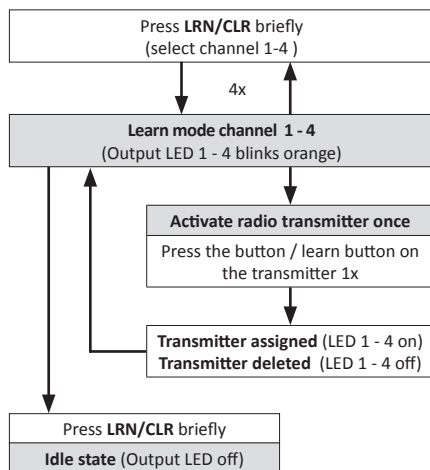 Press LRN/CLR briefly
(select channel 1-4 )
4x
Learn mode channel 1 - 4
(Output LED 1 - 4 blinks orange)
Activate radio transmitter once
Press the button / learn button on
the transmitter 1x
Transmitter assigned (LED 1 - 4 on)
Transmitter deleted (LED 1 - 4 off)
Press LRN/CLR briefly
Idle state (Output LED off)